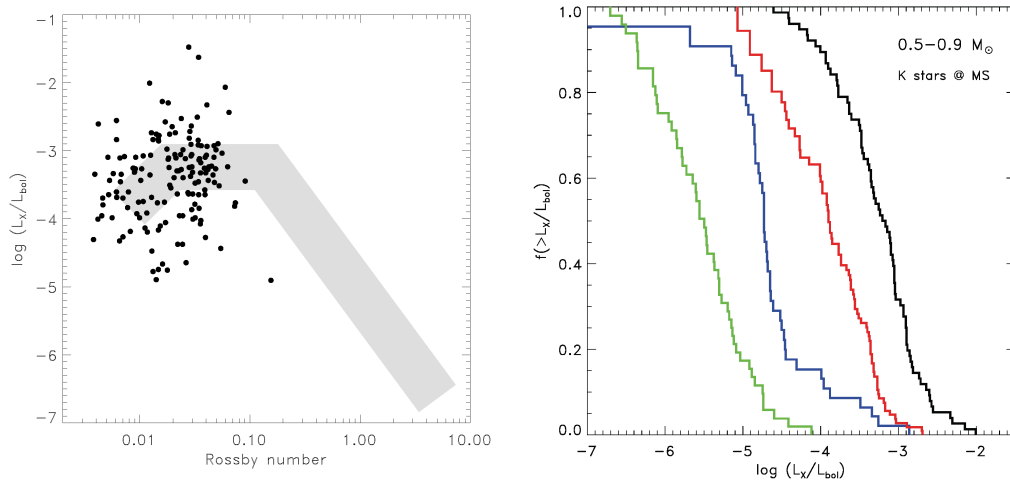 −1
−2
−3
−4
−5
−6
−7
log (L_X/L_bol)
0.01 0.10 1.00 10.00
Rossby number
1.0
0.8
0.6
0.4
0.2
0.0
f(>L_X/L_bol)
0.5−0.9 M_⊙
K stars @ MS
−7 −6 −5 −4 −3 −2
log (L_X/L_bol)